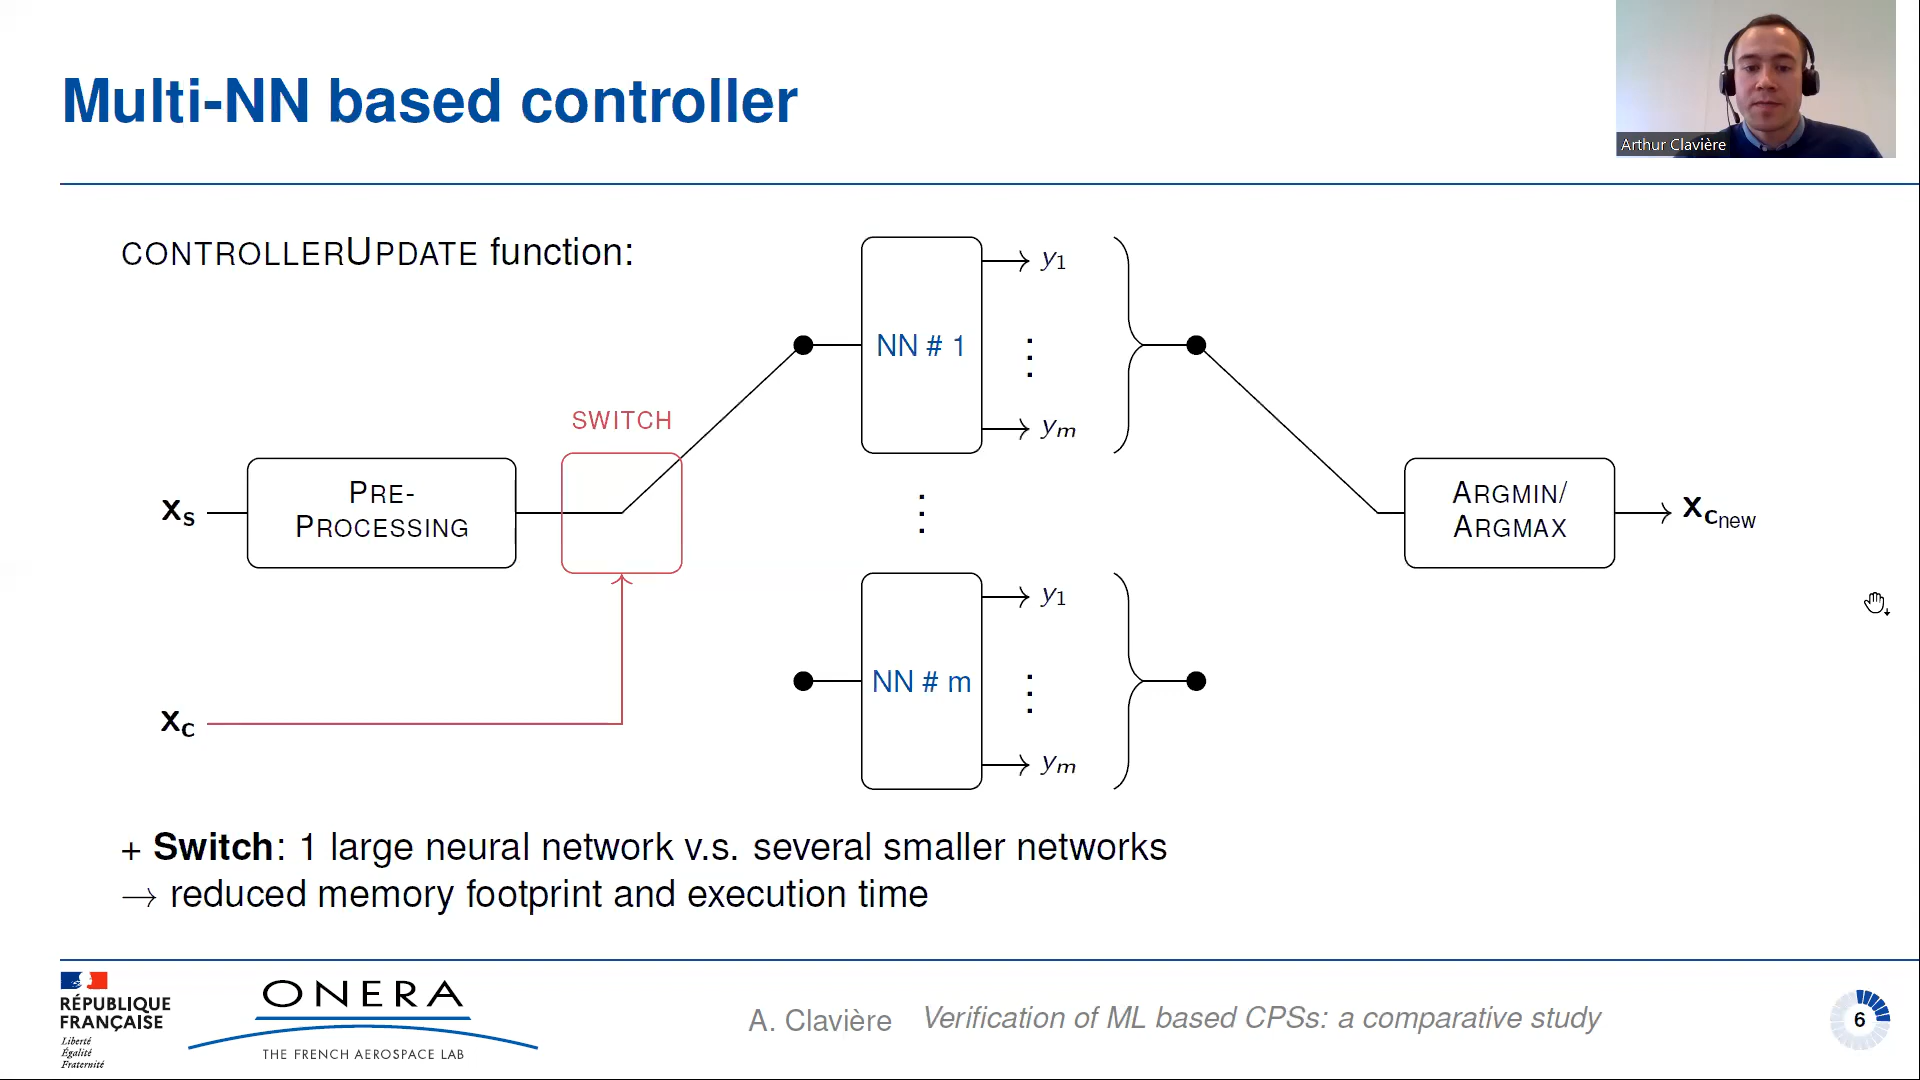 Multi-NN based controller
Arthur Clavière
CONTROLLERUPDATE function:
NN # 1
y1
⋮
ym
SWITCH
xs
PRE-
PROCESSING
⋮
ARGMIN/
ARGMAX
xcnew
xc
NN # m
y1
⋮
ym
+ Switch: 1 large neural network v.s. several smaller networks
→ reduced memory footprint and execution time
RÉPUBLIQUE
FRANÇAISE
Liberté
Égalité
Fraternité
ONERA
THE FRENCH AEROSPACE LAB
A. Clavière
Verification of ML based CPSs: a comparative study
6